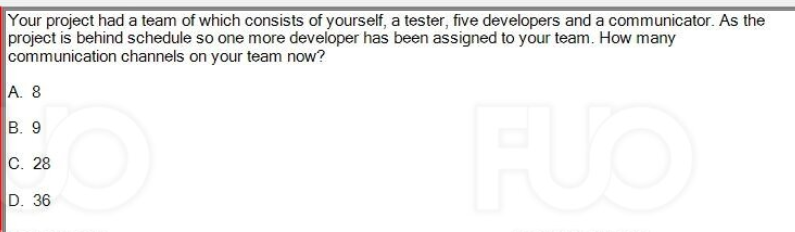 Your project had a team of which consists of yourself, a tester, five developers and a communicator. As the
project is behind schedule so one more developer has been assigned to your team. How many
communication channels on your team now?
A. 8
B. 9
C. 28
D. 36
FUO